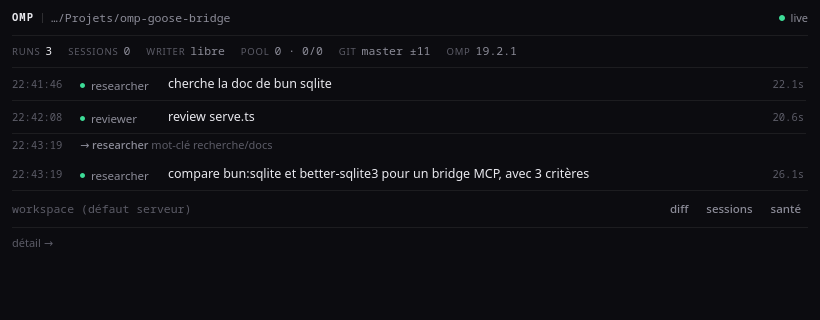 OMP | …/Projets/omp-goose-bridge ● live
RUNS 3 SESSIONS 0 WRITER libre POOL 0 · 0/0 GIT master ±11 OMP 19.2.1
22:41:46 ● researcher cherche la doc de bun sqlite 22.1s
22:42:08 ● reviewer review serve.ts 20.6s
22:43:19 → researcher mot-clé recherche/docs
22:43:19 ● researcher compare bun:sqlite et better-sqlite3 pour un bridge MCP, avec 3 critères 26.1s
workspace (défaut serveur) diff sessions santé
détail →